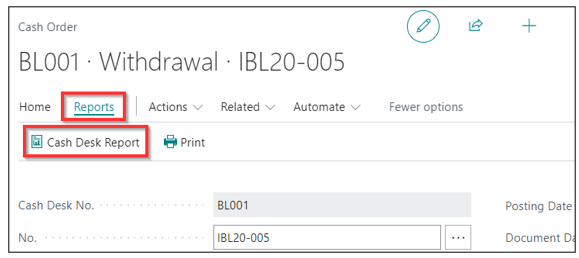 Cash Order
BL001 · Withdrawal · IBL20-005
Home Reports Actions Related Automate Fewer options
Cash Desk Report Print
Cash Desk No. BL001 Posting Date
No. IBL20-005 ... Document Da